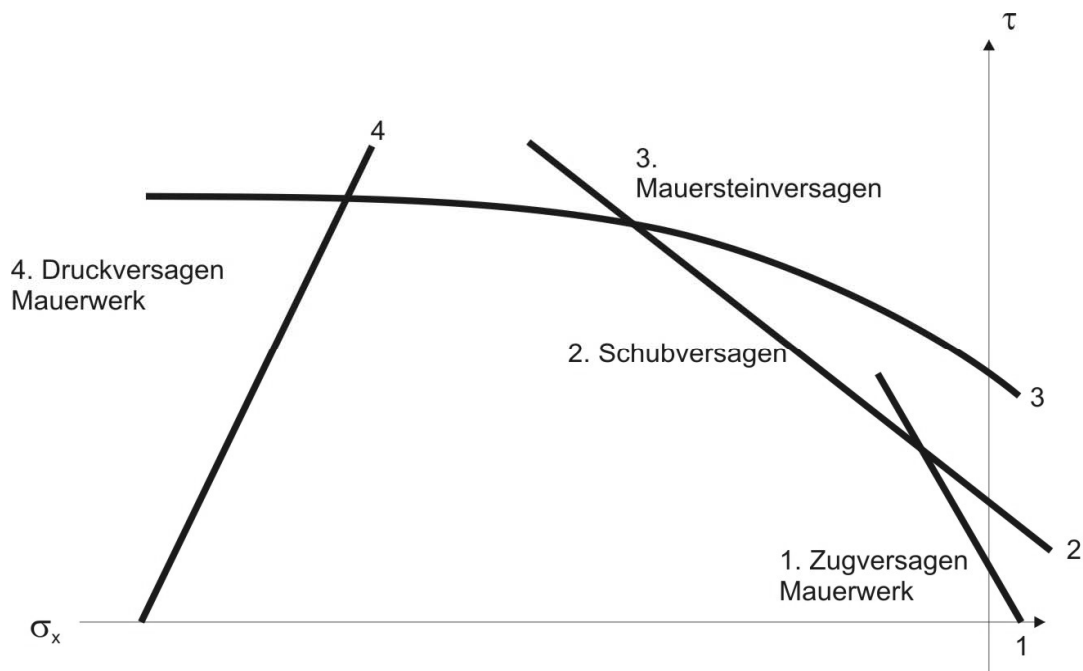 τ
4
3.
Mauersteinversagen
4. Druckversagen
Mauerwerk
2. Schubversagen
3
2
1. Zugversagen
Mauerwerk
σx
1